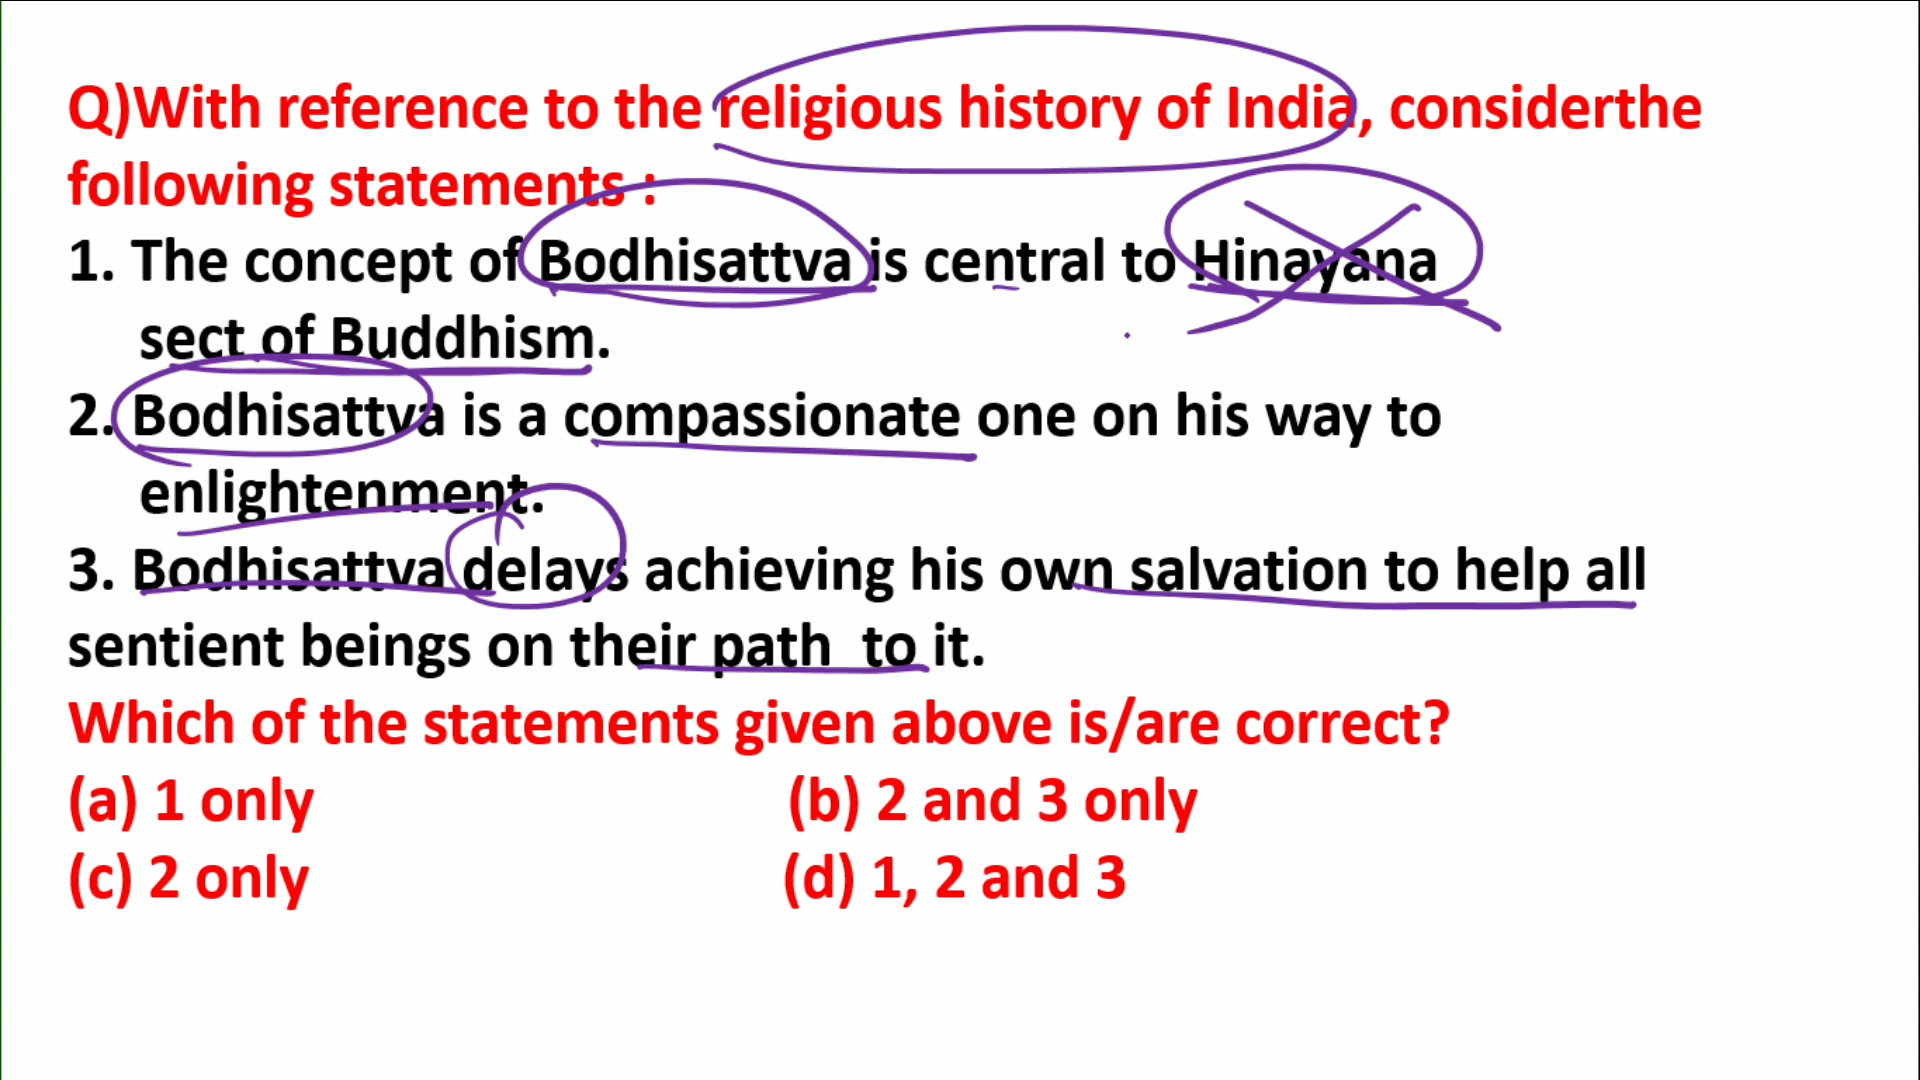 Q)With reference to the religious history of India, considerthe
following statements :
1. The concept of Bodhisattva is central to Hinayana
sect of Buddhism.
2. Bodhisattva is a compassionate one on his way to
enlightenment.
3. Bodhisattva delays achieving his own salvation to help all
sentient beings on their path to it.
Which of the statements given above is/are correct?
(a) 1 only (b) 2 and 3 only
(c) 2 only (d) 1, 2 and 3